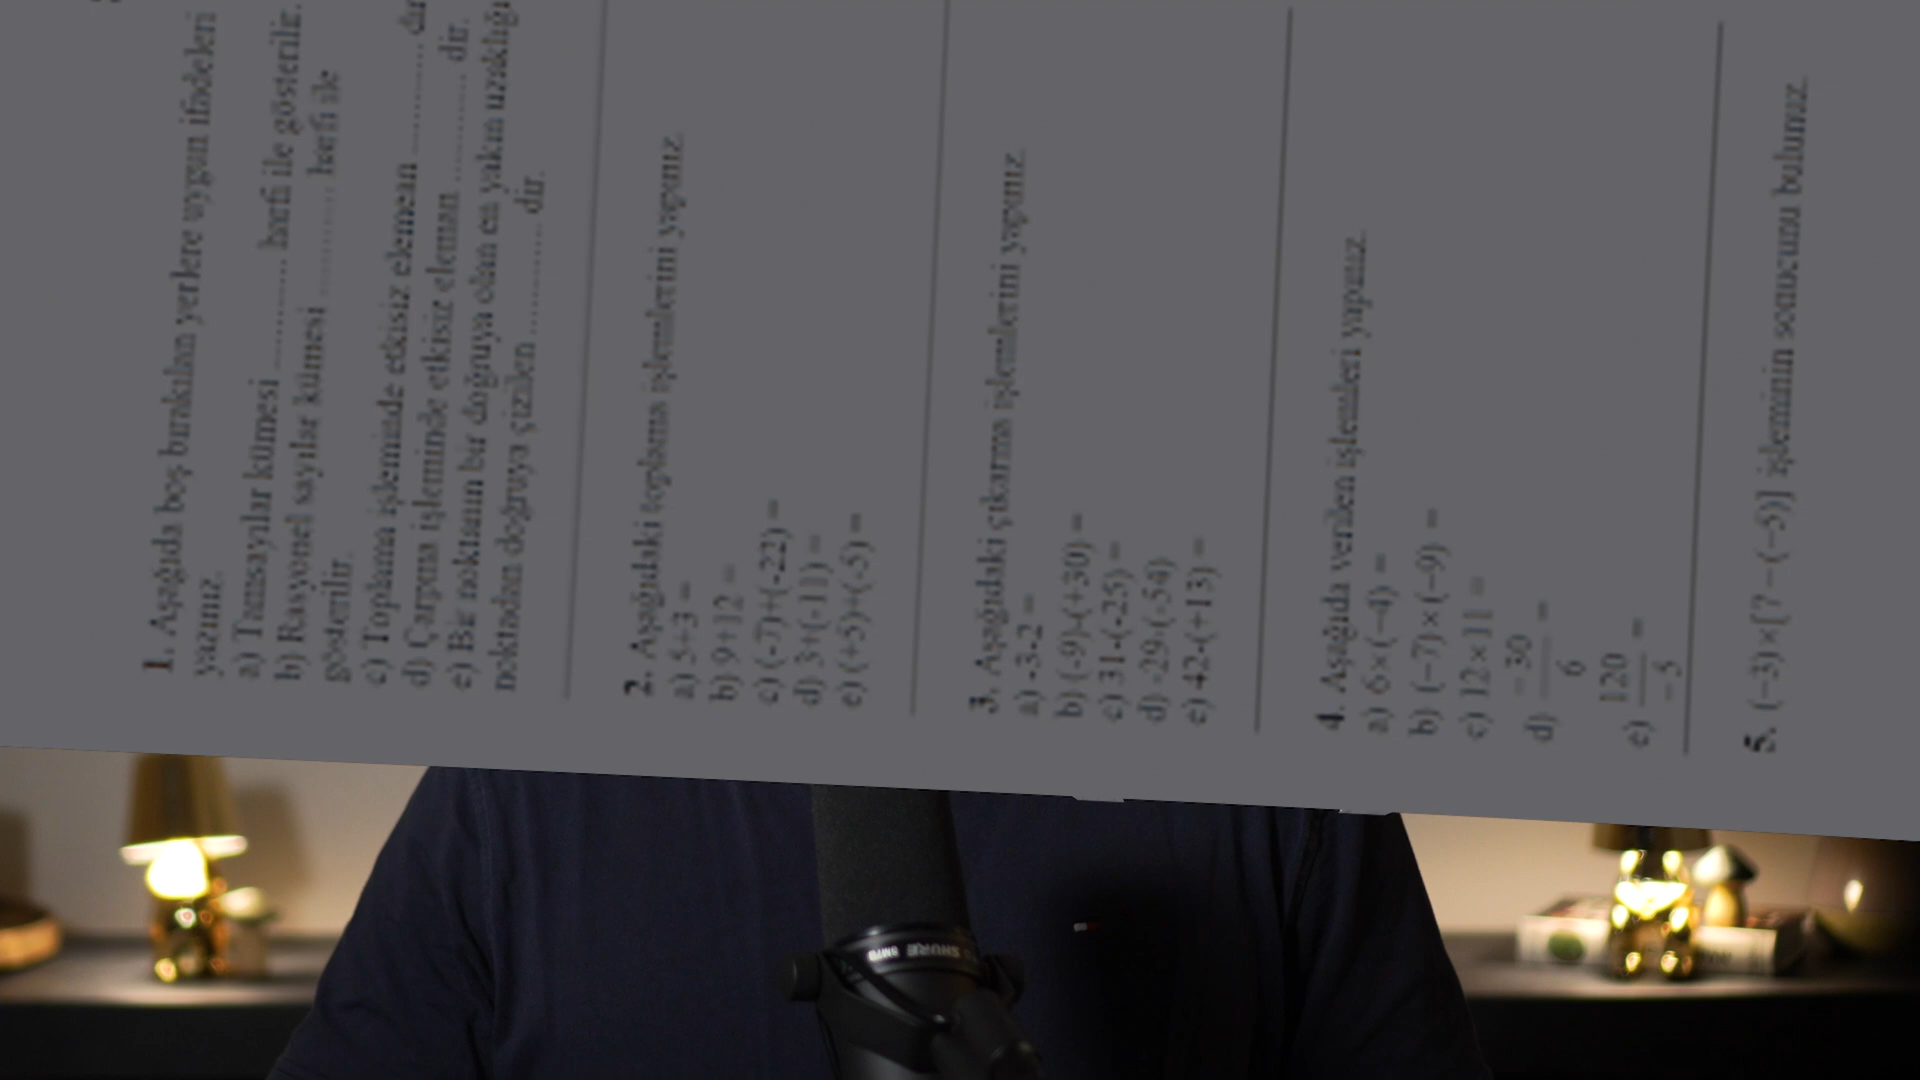 1. Aşağıda boş bırakılan yerlere uygun ifadeleri
yazınız.
a) Tamsayılar kümesi ........... harfi ile gösterilir.
b) Rasyonel sayılar kümesi ........... harfi ile
gösterilir.
c) Toplama işleminde etkisiz eleman ........... dir
d) Çarpma işleminde etkisiz eleman ........... dir.
e) Bir noktanın bir doğruya olan en yakın uzaklığı
noktadan doğruya çizilen ........... dir.
2. Aşağıdaki toplama işlemlerini yapınız.
a) 5+3 =
b) 9+12 =
c) (-7)+(-22) =
d) 3+(-11) =
e) (+5)+(-5) =
3. Aşağıdaki çıkarma işlemlerini yapınız.
a) -3-2 =
b) (-9)-(+30) =
c) 31-(-25) =
d) -29-(-54)
e) 42-(+13) =
4. Aşağıda verilen işlemleri yapınız.
a) 6×(−4) =
b) (−7)×(−9) =
c) 12×11 =
d) −30 / 6 =
e) 120 / −5 =
5. (−3)×[7−(−5)] işleminin sonucunu bulunuz.
SHURE SM7B